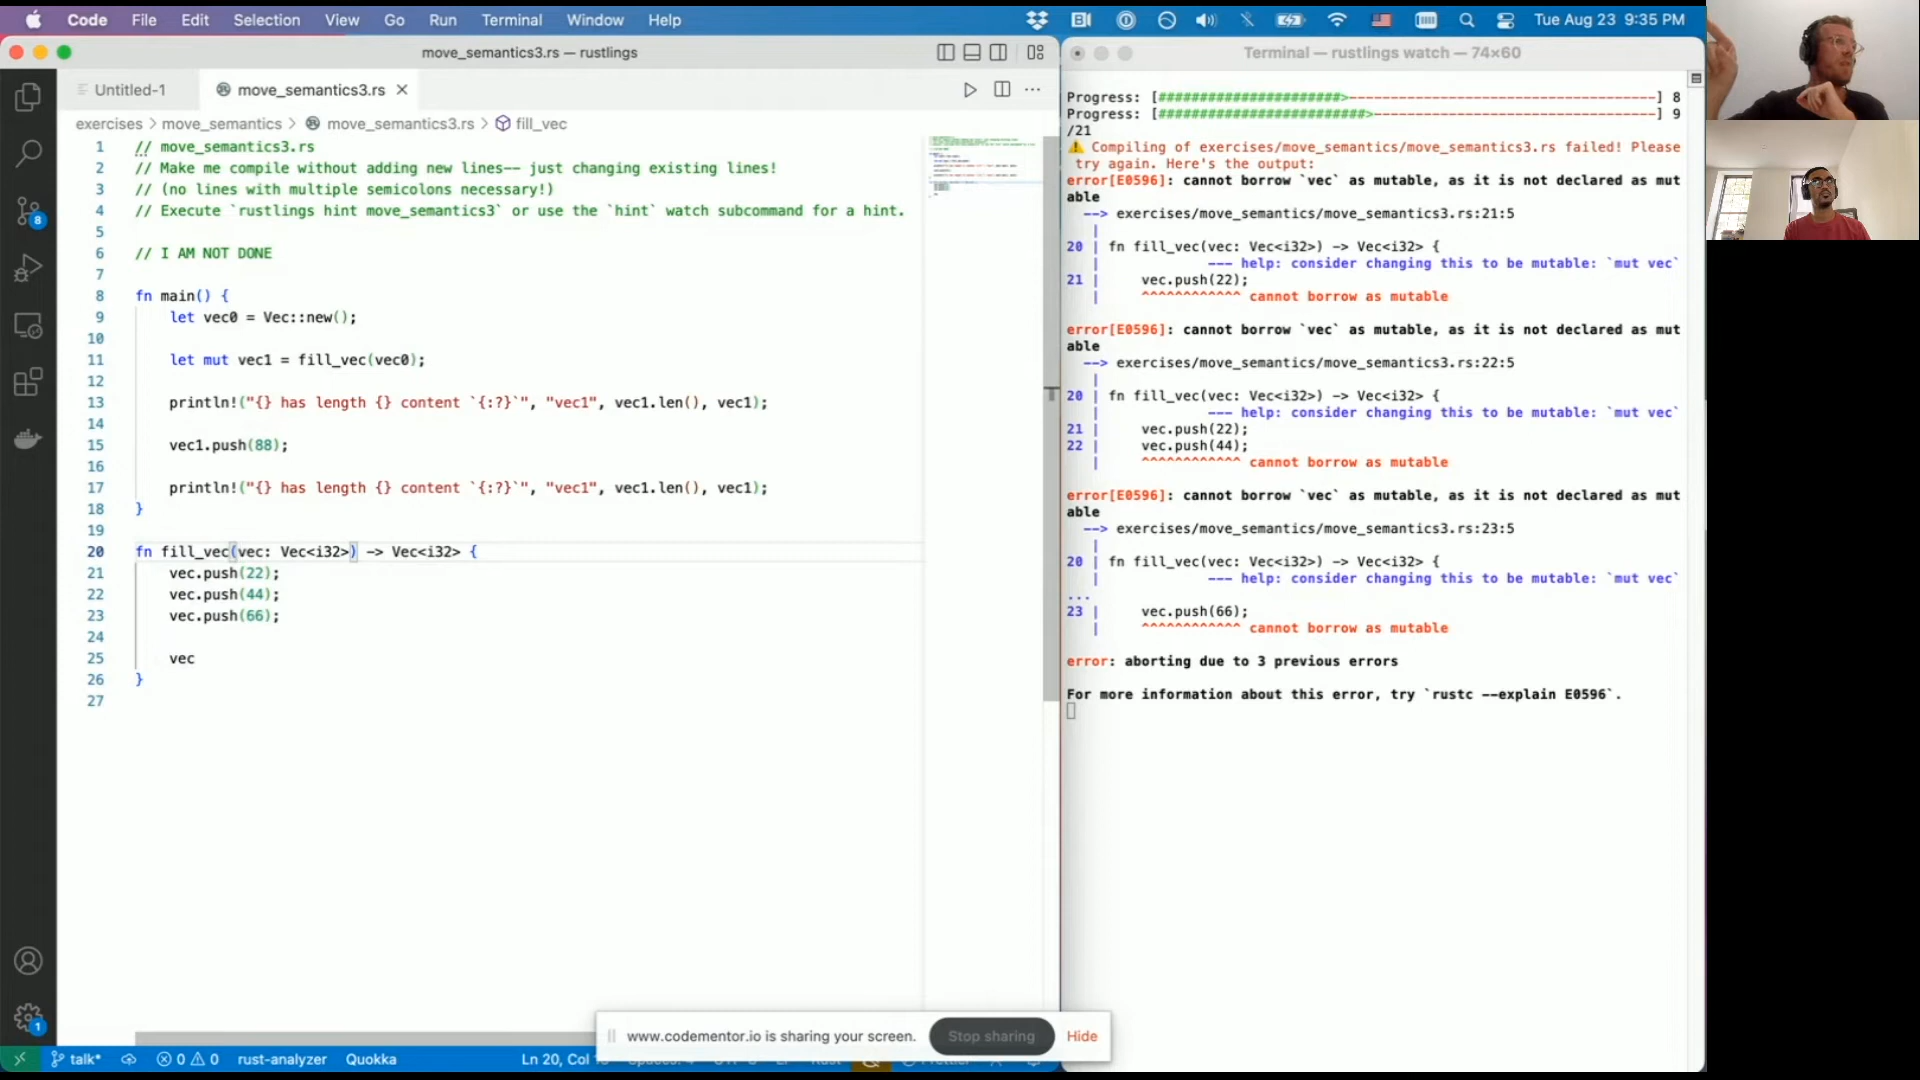 Code File Edit Selection View Go Run Terminal Window Help
Tue Aug 23 9:35 PM
move_semantics3.rs — rustlings
Untitled-1
move_semantics3.rs
exercises > move_semantics > move_semantics3.rs > fill_vec
1 // move_semantics3.rs
2 // Make me compile without adding new lines-- just changing existing lines!
3 // (no lines with multiple semicolons necessary!)
4 // Execute `rustlings hint move_semantics3` or use the `hint` watch subcommand for a hint.
5
6 // I AM NOT DONE
7
8 fn main() {
9 let vec0 = Vec::new();
10
11 let mut vec1 = fill_vec(vec0);
12
13 println!("{} has length {} content `{:?}`", "vec1", vec1.len(), vec1);
14
15 vec1.push(88);
16
17 println!("{} has length {} content `{:?}`", "vec1", vec1.len(), vec1);
18 }
19
20 fn fill_vec(vec: Vec<i32>) -> Vec<i32> {
21 vec.push(22);
22 vec.push(44);
23 vec.push(66);
24
25 vec
26 }
27
8
1
talk* 0 0 rust-analyzer Quokka Ln 20, Col
www.codementor.io is sharing your screen. Stop sharing Hide
Terminal — rustlings watch — 74×60
Progress: [######################>-------------------------------------] 8
Progress: [#########################>----------------------------------] 9
/21
Compiling of exercises/move_semantics/move_semantics3.rs failed! Please
try again. Here's the output:
error[E0596]: cannot borrow `vec` as mutable, as it is not declared as mut
able
--> exercises/move_semantics/move_semantics3.rs:21:5
|
20 | fn fill_vec(vec: Vec<i32>) -> Vec<i32> {
| --- help: consider changing this to be mutable: `mut vec`
21 | vec.push(22);
| ^^^^^^^^^^^^ cannot borrow as mutable
error[E0596]: cannot borrow `vec` as mutable, as it is not declared as mut
able
--> exercises/move_semantics/move_semantics3.rs:22:5
|
20 | fn fill_vec(vec: Vec<i32>) -> Vec<i32> {
| --- help: consider changing this to be mutable: `mut vec`
21 | vec.push(22);
22 | vec.push(44);
| ^^^^^^^^^^^^ cannot borrow as mutable
error[E0596]: cannot borrow `vec` as mutable, as it is not declared as mut
able
--> exercises/move_semantics/move_semantics3.rs:23:5
|
20 | fn fill_vec(vec: Vec<i32>) -> Vec<i32> {
| --- help: consider changing this to be mutable: `mut vec`
...
23 | vec.push(66);
| ^^^^^^^^^^^^ cannot borrow as mutable
error: aborting due to 3 previous errors
For more information about this error, try `rustc --explain E0596`.